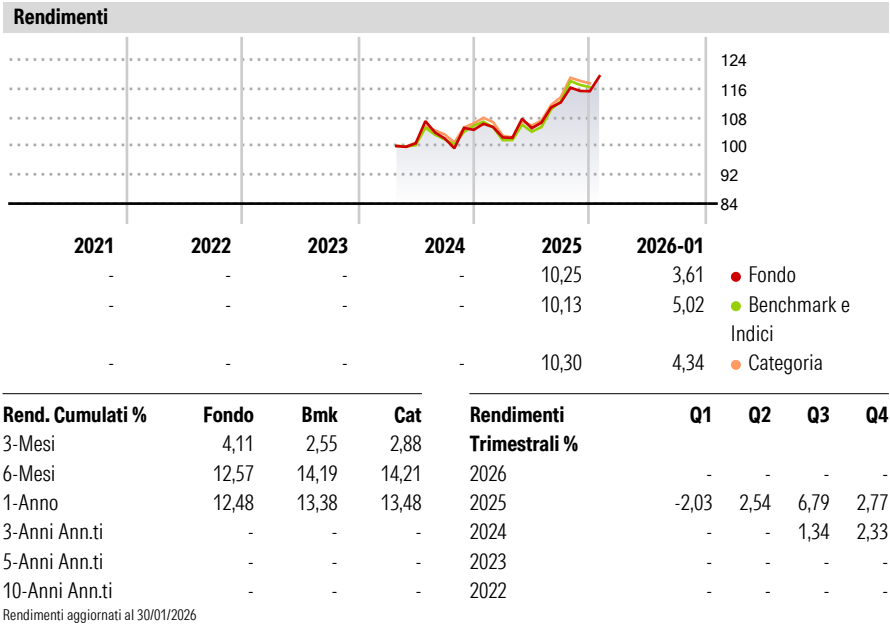 Rendimenti
124
116
108
100
92
84
2021 2022 2023 2024 2025 2026-01
- - - - 10,25 3,61 Fondo
- - - - 10,13 5,02 Benchmark e
Indici
- - - - 10,30 4,34 Categoria
Rend. Cumulati % Fondo Bmk Cat
3-Mesi 4,11 2,55 2,88
6-Mesi 12,57 14,19 14,21
1-Anno 12,48 13,38 13,48
3-Anni Ann.ti - - -
5-Anni Ann.ti - - -
10-Anni Ann.ti - - -
Rendimenti Q1 Q2 Q3 Q4
Trimestrali %
2026 - - - -
2025 -2,03 2,54 6,79 2,77
2024 - - 1,34 2,33
2023 - - - -
2022 - - - -
Rendimenti aggiornati al 30/01/2026